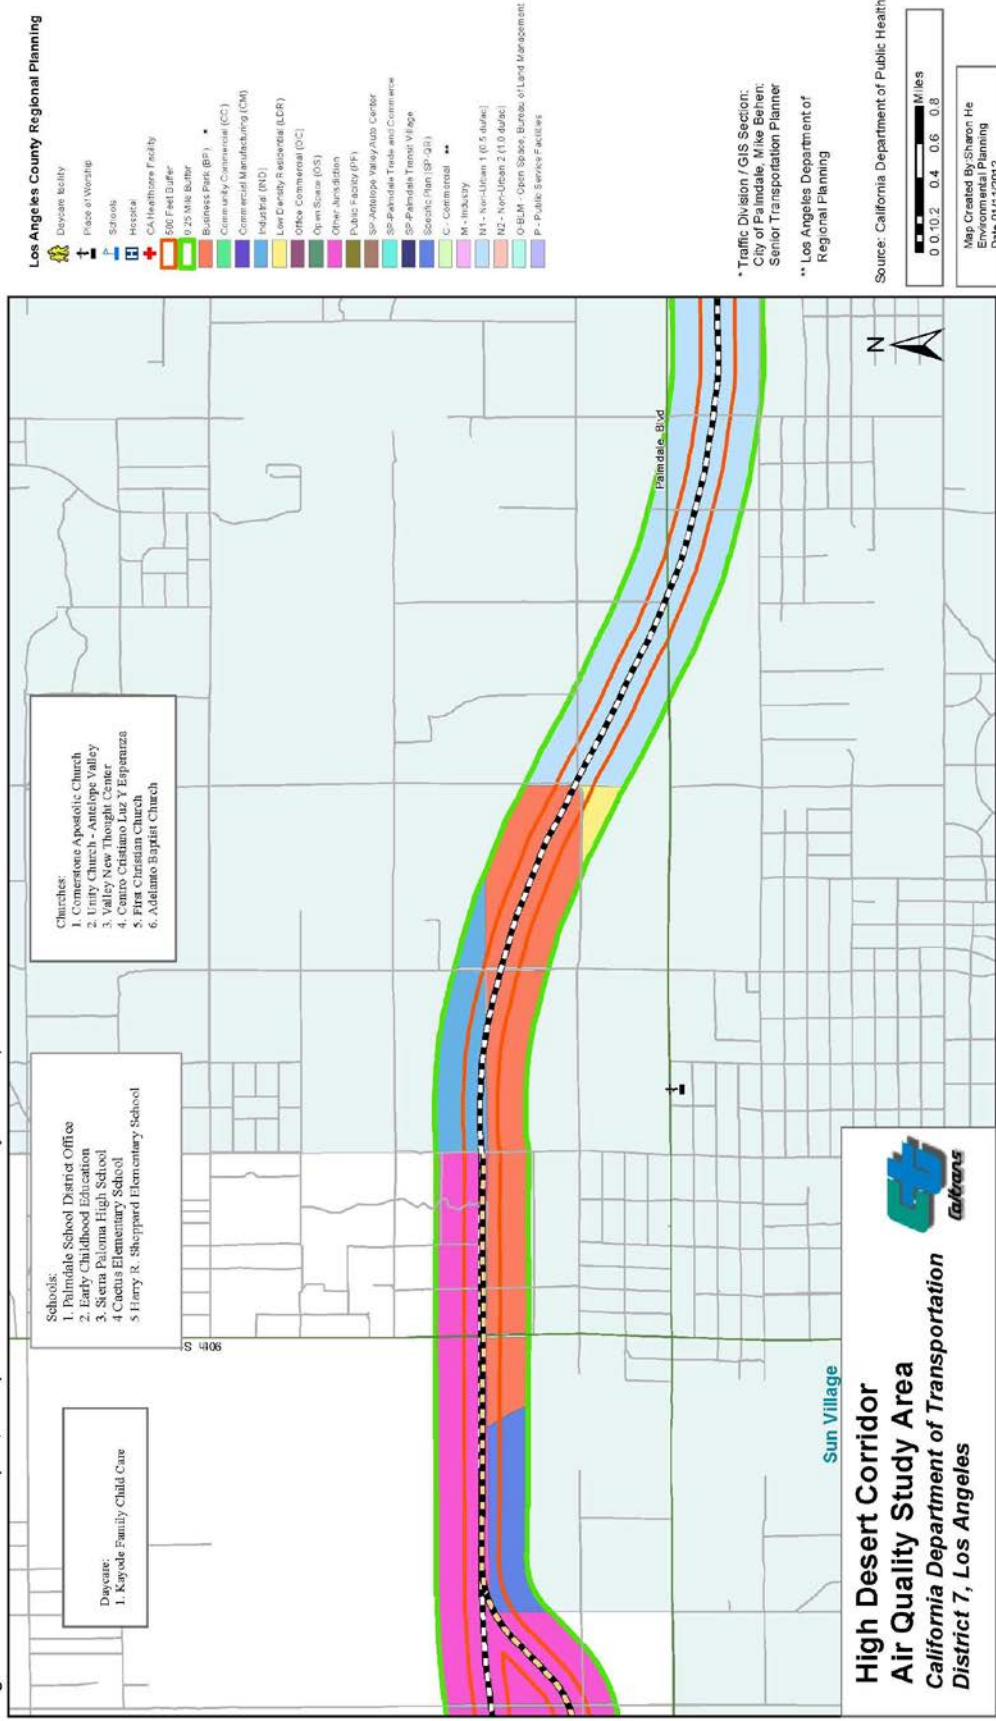 Los Angeles County Regional Planning
Daycare facility
Place of Worship
Schools
H
Hospital
CA Healthcare Facility
500 Feet Buffer
0.25 Mile Buffer
Business Park (BP) *
Community Commercial (CC)
Commercial Manufacturing (CM)
Industrial (IND)
Low Density Residential (LDR)
Office Commercial (OC)
Open Space (OS)
Other Jurisdiction
Public Facility (PF)
SP-Antelope Valley Auto Center
SP-Palmdale Trade and Commerce
SP-Palmdale Transit Village
Specific Plan (SP-QR)
C - Commercial **
M - Industry
N1 - Non-Urban 1 (0.5 du/ac)
N2 - Non-Urban 2 (1.0 du/ac)
O-BLM - Open Space, Bureau of Land Management
P - Public Service Facilities
* Traffic Division / GIS Section:
City of Palmdale, Mike Behen:
Senior Transportation Planner
** Los Angeles Department of
Regional Planning
Source: California Department of Public Health
Miles
0 0.10.2 0.4 0.6 0.8
Map Created By:Sharon He
Environmental Planning
Daycare:
1. Kayode Family Child Care
Schools:
1. Palmdale School District Office
2. Early Childhood Education
3. Sierra Paloma High School
4 Cactus Elementary School
5 Harry R. Sheppard Elementary School
Churches:
1. Cornerstone Apostolic Church
2. Unity Church - Antelope Valley
3. Valley New Thought Center
4. Centro Cristiano Luz Y Esperanza
5. First Christian Church
6. Adelanto Baptist Church
90th S
Palmdale Blvd
N
Sun Village
High Desert Corridor
Air Quality Study Area
California Department of Transportation
District 7, Los Angeles
Caltrans